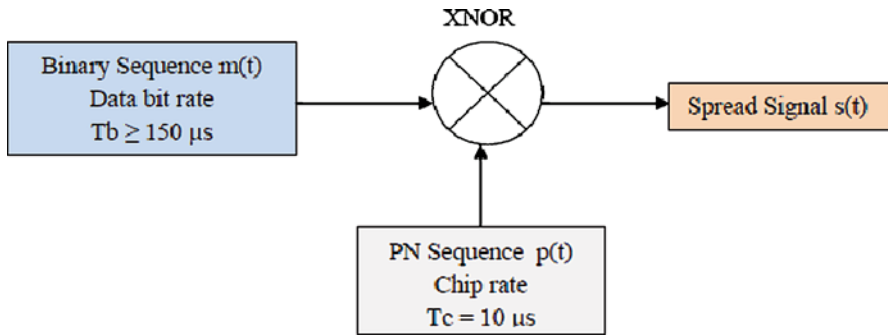 XNOR
Binary Sequence m(t)
Data bit rate
Tb ≥ 150 μs
Spread Signal s(t)
PN Sequence p(t)
Chip rate
Tc = 10 μs